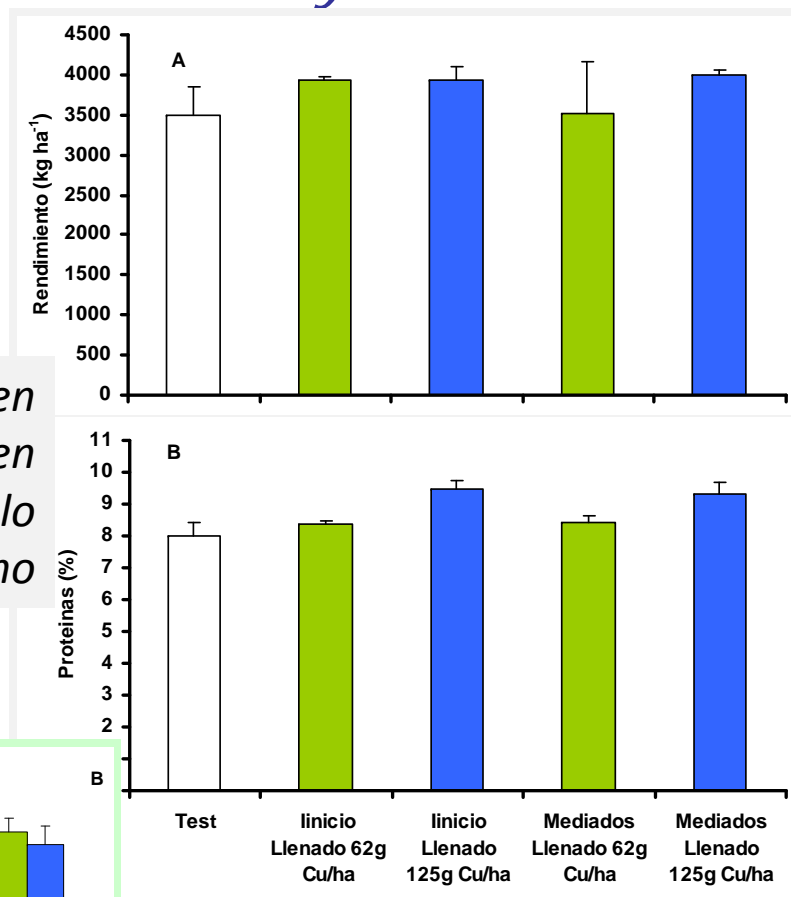 A
4500
4000
3500
3000
2500
2000
1500
1000
500
0
Rendimiento (kg ha⁻¹)
en
en
lo
no
B
11
10
9
8
7
6
5
4
3
2
Proteinas (%)
B
Test
Iinicio
Llenado 62g
Cu/ha
Iinicio
Llenado
125g Cu/ha
Mediados
Llenado 62g
Cu/ha
Mediados
Llenado
125g Cu/ha